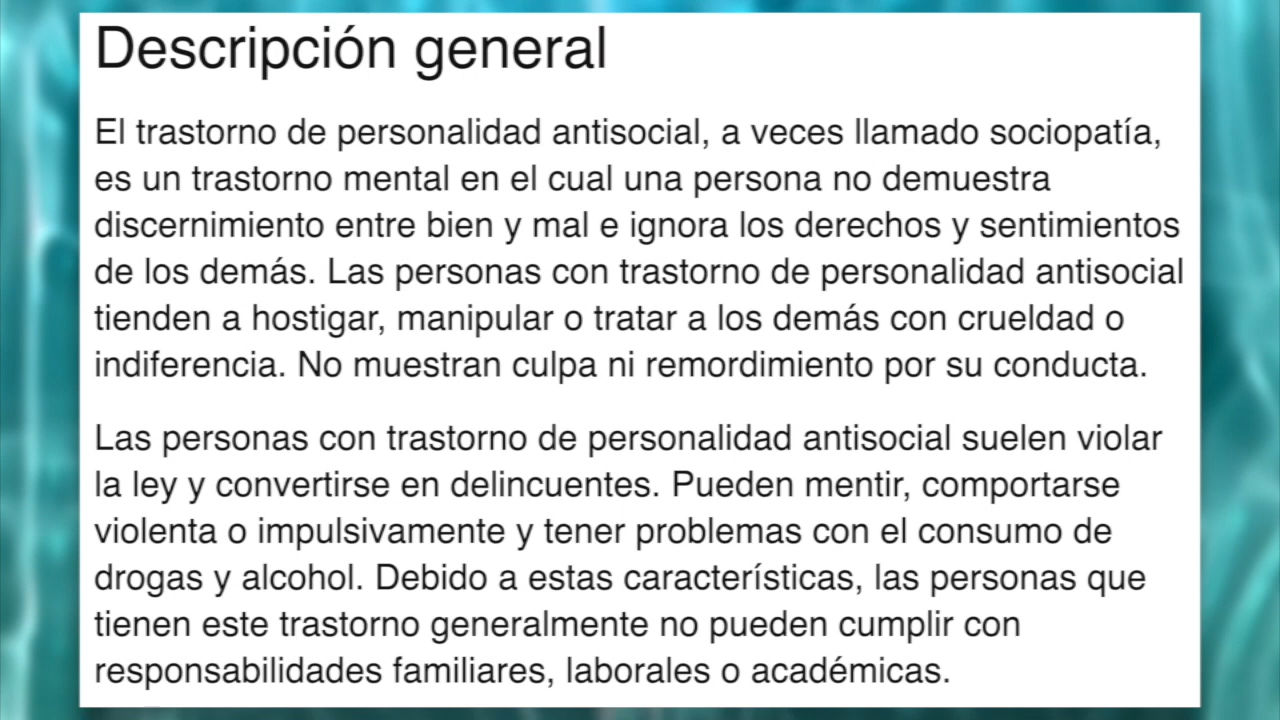 Descripción general
El trastorno de personalidad antisocial, a veces llamado sociopatía,
es un trastorno mental en el cual una persona no demuestra
discernimiento entre bien y mal e ignora los derechos y sentimientos
de los demás. Las personas con trastorno de personalidad antisocial
tienden a hostigar, manipular o tratar a los demás con crueldad o
indiferencia. No muestran culpa ni remordimiento por su conducta.
Las personas con trastorno de personalidad antisocial suelen violar
la ley y convertirse en delincuentes. Pueden mentir, comportarse
violenta o impulsivamente y tener problemas con el consumo de
drogas y alcohol. Debido a estas características, las personas que
tienen este trastorno generalmente no pueden cumplir con
responsabilidades familiares, laborales o académicas.